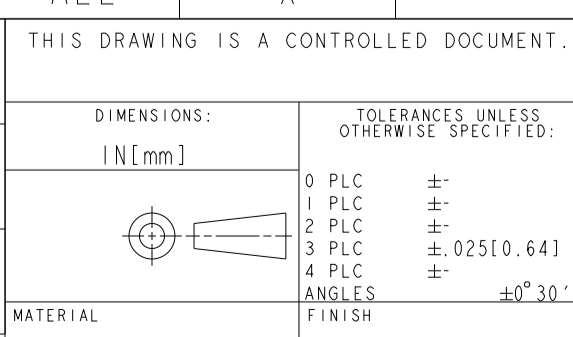 THIS DRAWING IS A CONTROLLED DOCUMENT.
DIMENSIONS:
IN[mm]
TOLERANCES UNLESS
OTHERWISE SPECIFIED:
0 PLC ±-
1 PLC ±-
2 PLC ±-
3 PLC ±.025[0.64]
4 PLC ±-
ANGLES ±0°30′
MATERIAL
FINISH